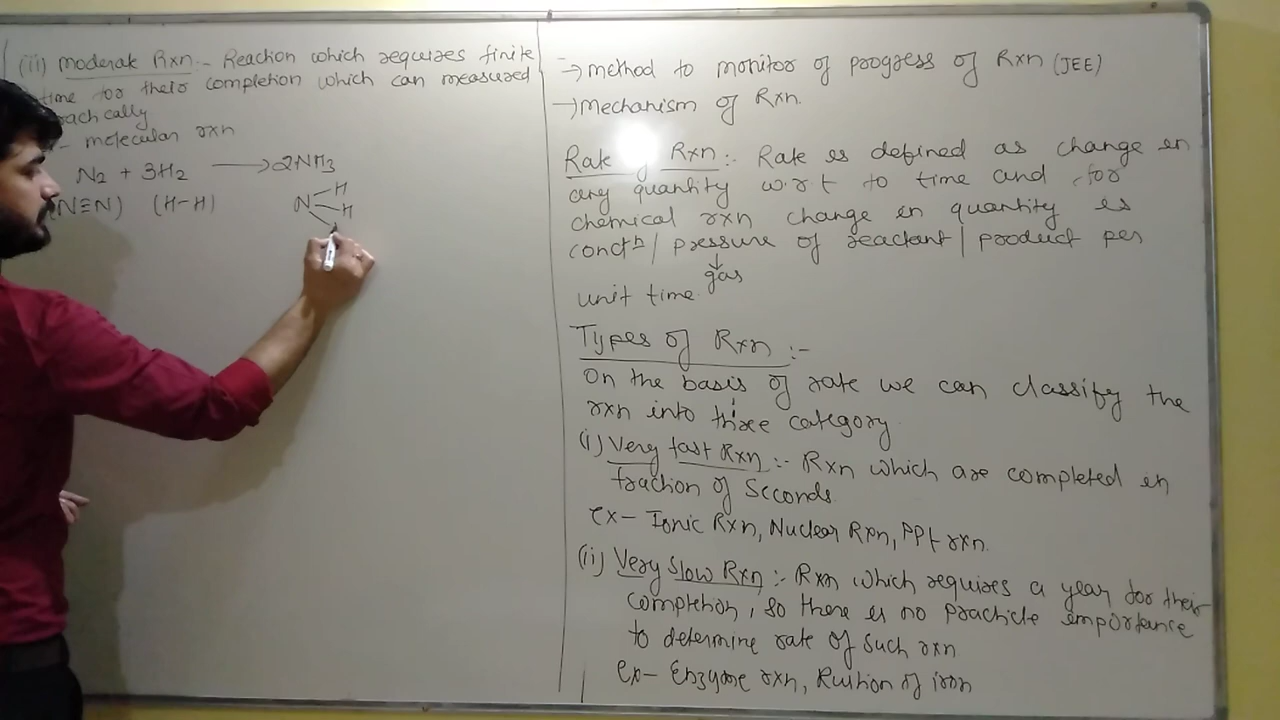 (iii) moderak Rxn - Reaction which requires finite
time for their completion which can measured
ach cally
- molecular rxn
N2 + 3H2 → 2NH3
N≡N) (H-H) N H
H
→ method to monitor of progress of Rxn (JEE)
→ Mechanism of Rxn.
Rate of Rxn :- Rate is defined as change in
any quantity w.r.t to time and for
chemical rxn change in quantity is
conctn / pressure of reactant / product per
gas
unit time.
Types of Rxn :-
On the basis of rate we can classify the
rxn into three category
(i) Very fast Rxn :- Rxn which are completed in
fraction of Seconds.
ex- Ionic Rxn, Nuclear Rxn, PPt rxn.
(ii) Very Slow Rxn :- Rxn which requires a year for their
completion, so there is no practicle importance
to determine rate of such rxn
ex- Enzyme rxn, Rustion of iron